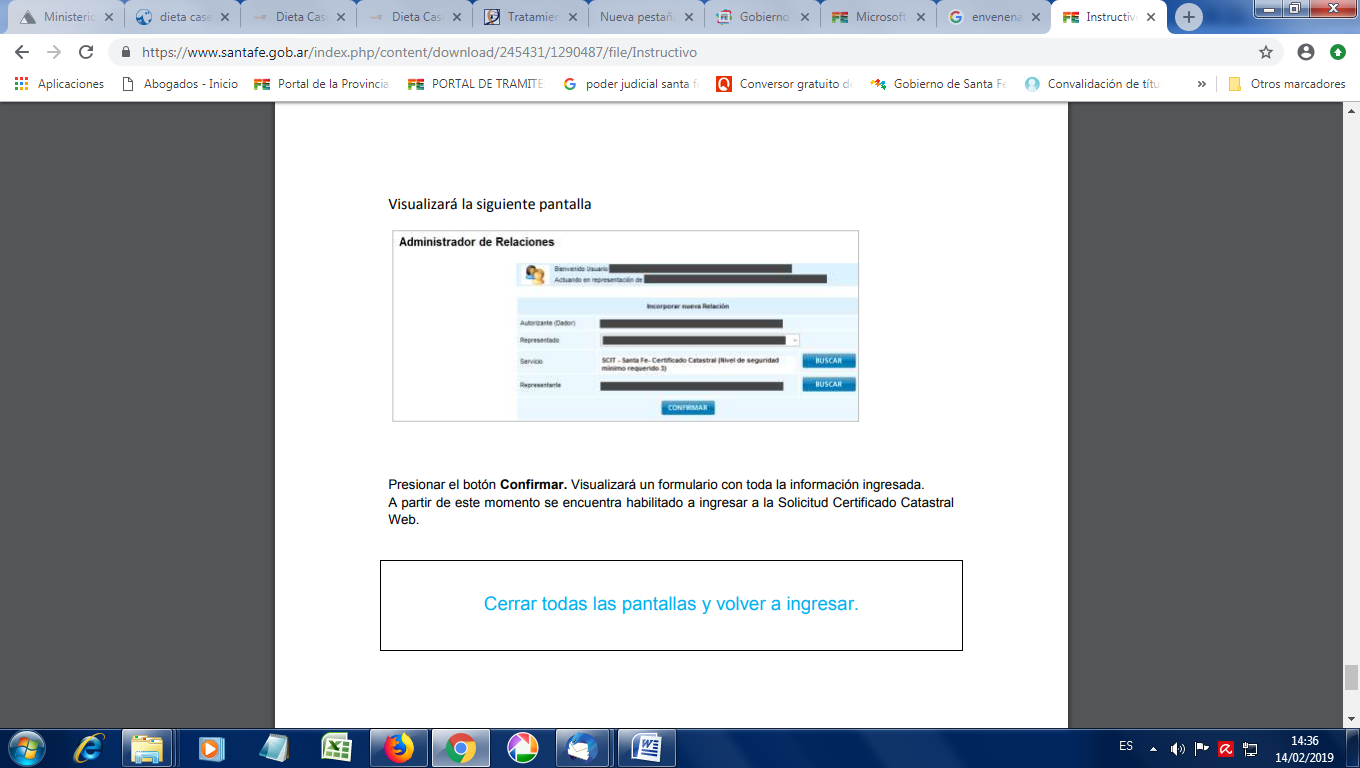 Ministerio
dieta case
Dieta Cas
Dieta Cas
Tratamien
Nueva pestañ
Gobierno
Microsoft
envenena
Instructiv
https://www.santafe.gob.ar/index.php/content/download/245431/1290487/file/Instructivo
Aplicaciones
Abogados - Inicio
Portal de la Provincia
PORTAL DE TRAMITE
poder judicial santa f
Conversor gratuito de
Gobierno de Santa Fe
Convalidación de títu
»
Otros marcadores
Visualizará la siguiente pantalla
Administrador de Relaciones
Bienvenido Usuario
Actuando en representación de
Incorporar nueva Relación
Autorizante (Dador)
Representado
Servicio
SCIT - Santa Fe- Certificado Catastral (Nivel de seguridad
mínimo requerido 3)
BUSCAR
Representante
BUSCAR
CONFIRMAR
Presionar el botón Confirmar. Visualizará un formulario con toda la información ingresada.
A partir de este momento se encuentra habilitado a ingresar a la Solicitud Certificado Catastral
Web.
Cerrar todas las pantallas y volver a ingresar.
ES
14:36
14/02/2019